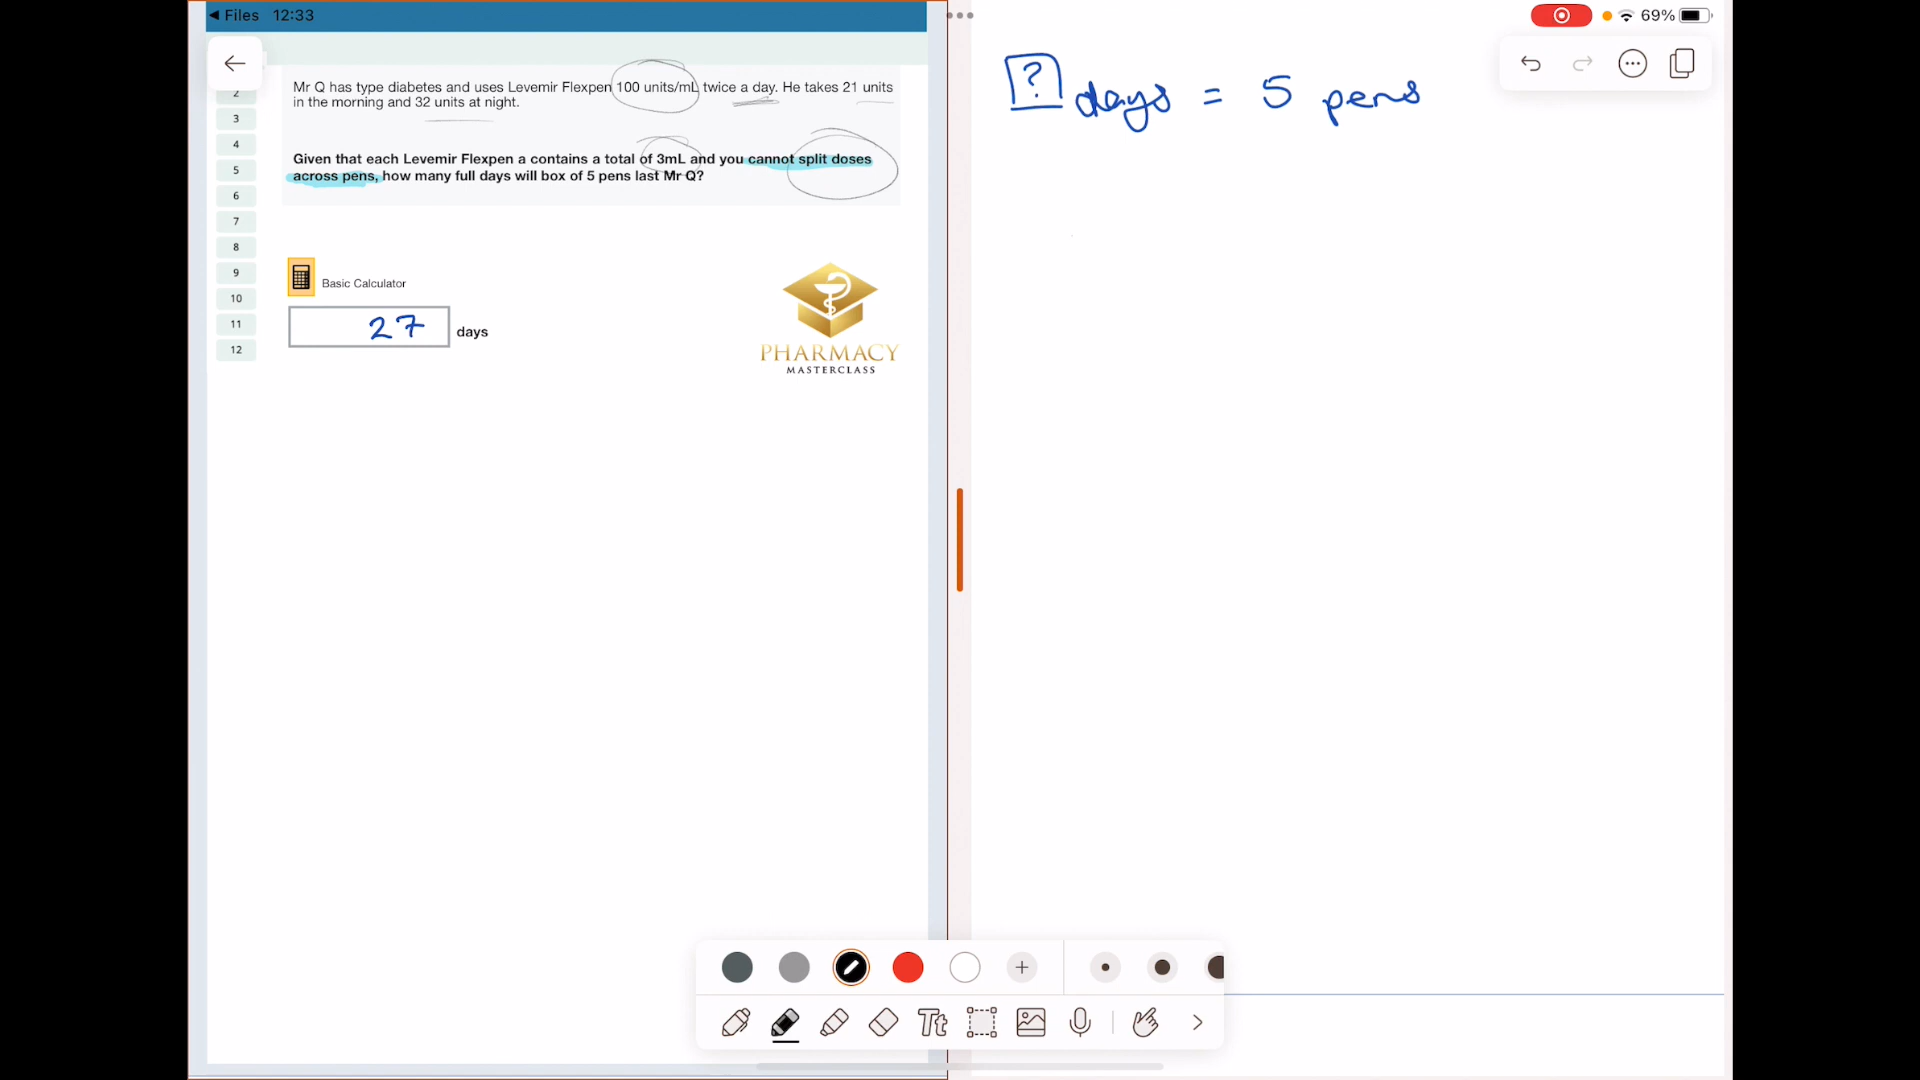 Files 12:33
69%
Mr Q has type diabetes and uses Levemir Flexpen 100 units/mL twice a day. He takes 21 units
in the morning and 32 units at night.
Given that each Levemir Flexpen a contains a total of 3mL and you cannot split doses
across pens, how many full days will box of 5 pens last Mr Q?
2
3
4
5
6
7
8
9
10
11
12
Basic Calculator
27 days
PHARMACY
MASTERCLASS
? days = 5 pens
Tt